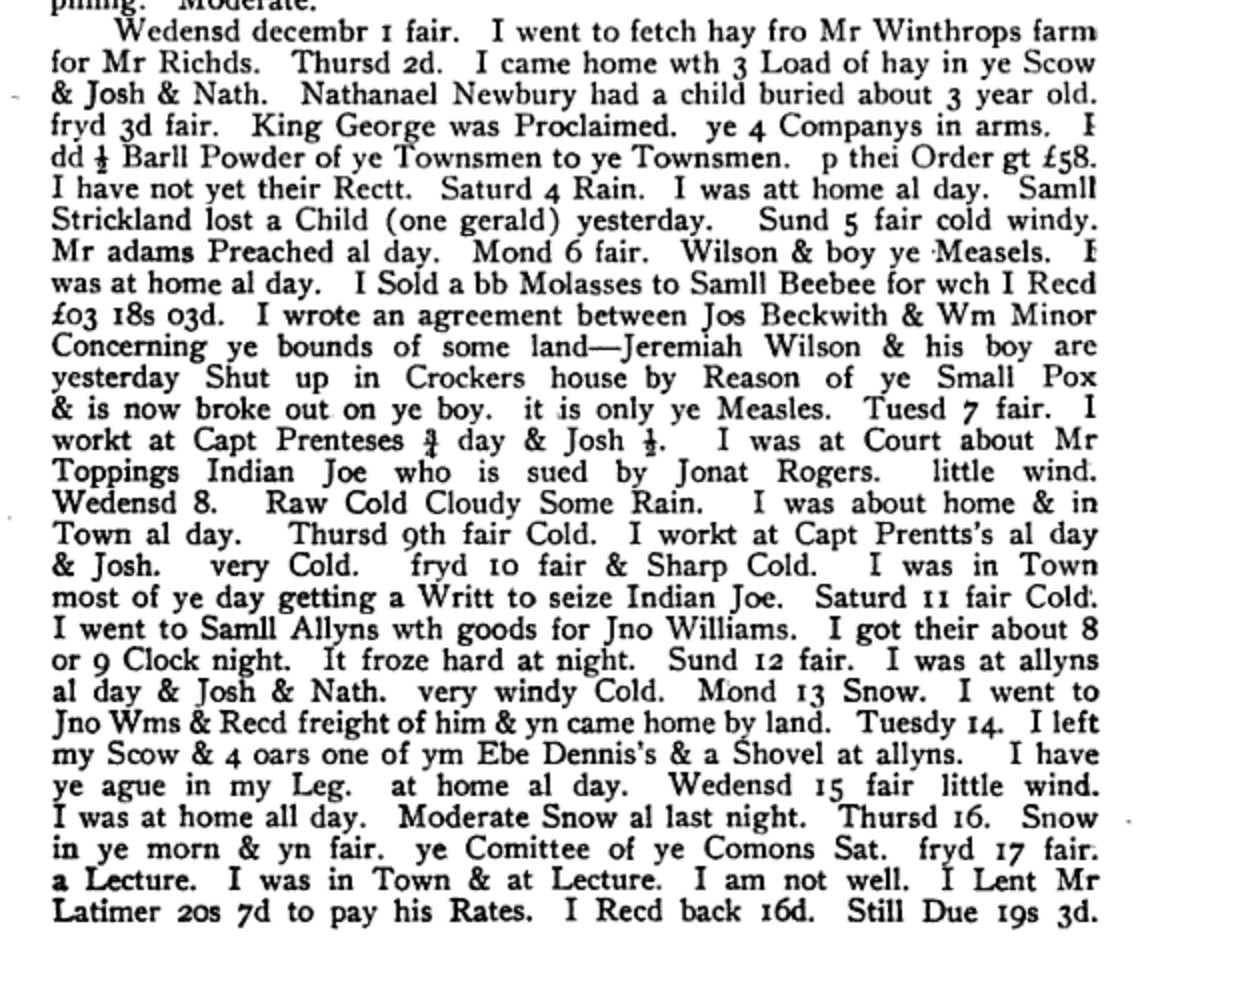 pining. Moderate.
Wedensd decembr 1 fair. I went to fetch hay fro Mr Winthrops farm
for Mr Richds. Thursd 2d. I came home wth 3 Load of hay in ye Scow
& Josh & Nath. Nathanael Newbury had a child buried about 3 year old.
fryd 3d fair. King George was Proclaimed. ye 4 Companys in arms. I
dd ½ Barll Powder of ye Townsmen to ye Townsmen. p thei Order gt £58.
I have not yet their Rectt. Saturd 4 Rain. I was att home al day. Samll
Strickland lost a Child (one gerald) yesterday. Sund 5 fair cold windy.
Mr adams Preached al day. Mond 6 fair. Wilson & boy ye Measels. I
was at home al day. I Sold a bb Molasses to Samll Beebee for wch I Recd
£03 18s 03d. I wrote an agreement between Jos Beckwith & Wm Minor
Concerning ye bounds of some land—Jeremiah Wilson & his boy are
yesterday Shut up in Crockers house by Reason of ye Small Pox
& is now broke out on ye boy. it is only ye Measles. Tuesd 7 fair. I
workt at Capt Prenteses ¾ day & Josh ½. I was at Court about Mr
Toppings Indian Joe who is sued by Jonat Rogers. little wind.
Wedensd 8. Raw Cold Cloudy Some Rain. I was about home & in
Town al day. Thursd 9th fair Cold. I workt at Capt Prentts's al day
& Josh. very Cold. fryd 10 fair & Sharp Cold. I was in Town
most of ye day getting a Writt to seize Indian Joe. Saturd 11 fair Cold.
I went to Samll Allyns wth goods for Jno Williams. I got their about 8
or 9 Clock night. It froze hard at night. Sund 12 fair. I was at allyns
al day & Josh & Nath. very windy Cold. Mond 13 Snow. I went to
Jno Wms & Recd freight of him & yn came home by land. Tuesdy 14. I left
my Scow & 4 oars one of ym Ebe Dennis's & a Shovel at allyns. I have
ye ague in my Leg. at home al day. Wedensd 15 fair little wind.
I was at home all day. Moderate Snow al last night. Thursd 16. Snow
in ye morn & yn fair. ye Comittee of ye Comons Sat. fryd 17 fair.
a Lecture. I was in Town & at Lecture. I am not well. I Lent Mr
Latimer 20s 7d to pay his Rates. I Recd back 16d. Still Due 19s 3d.